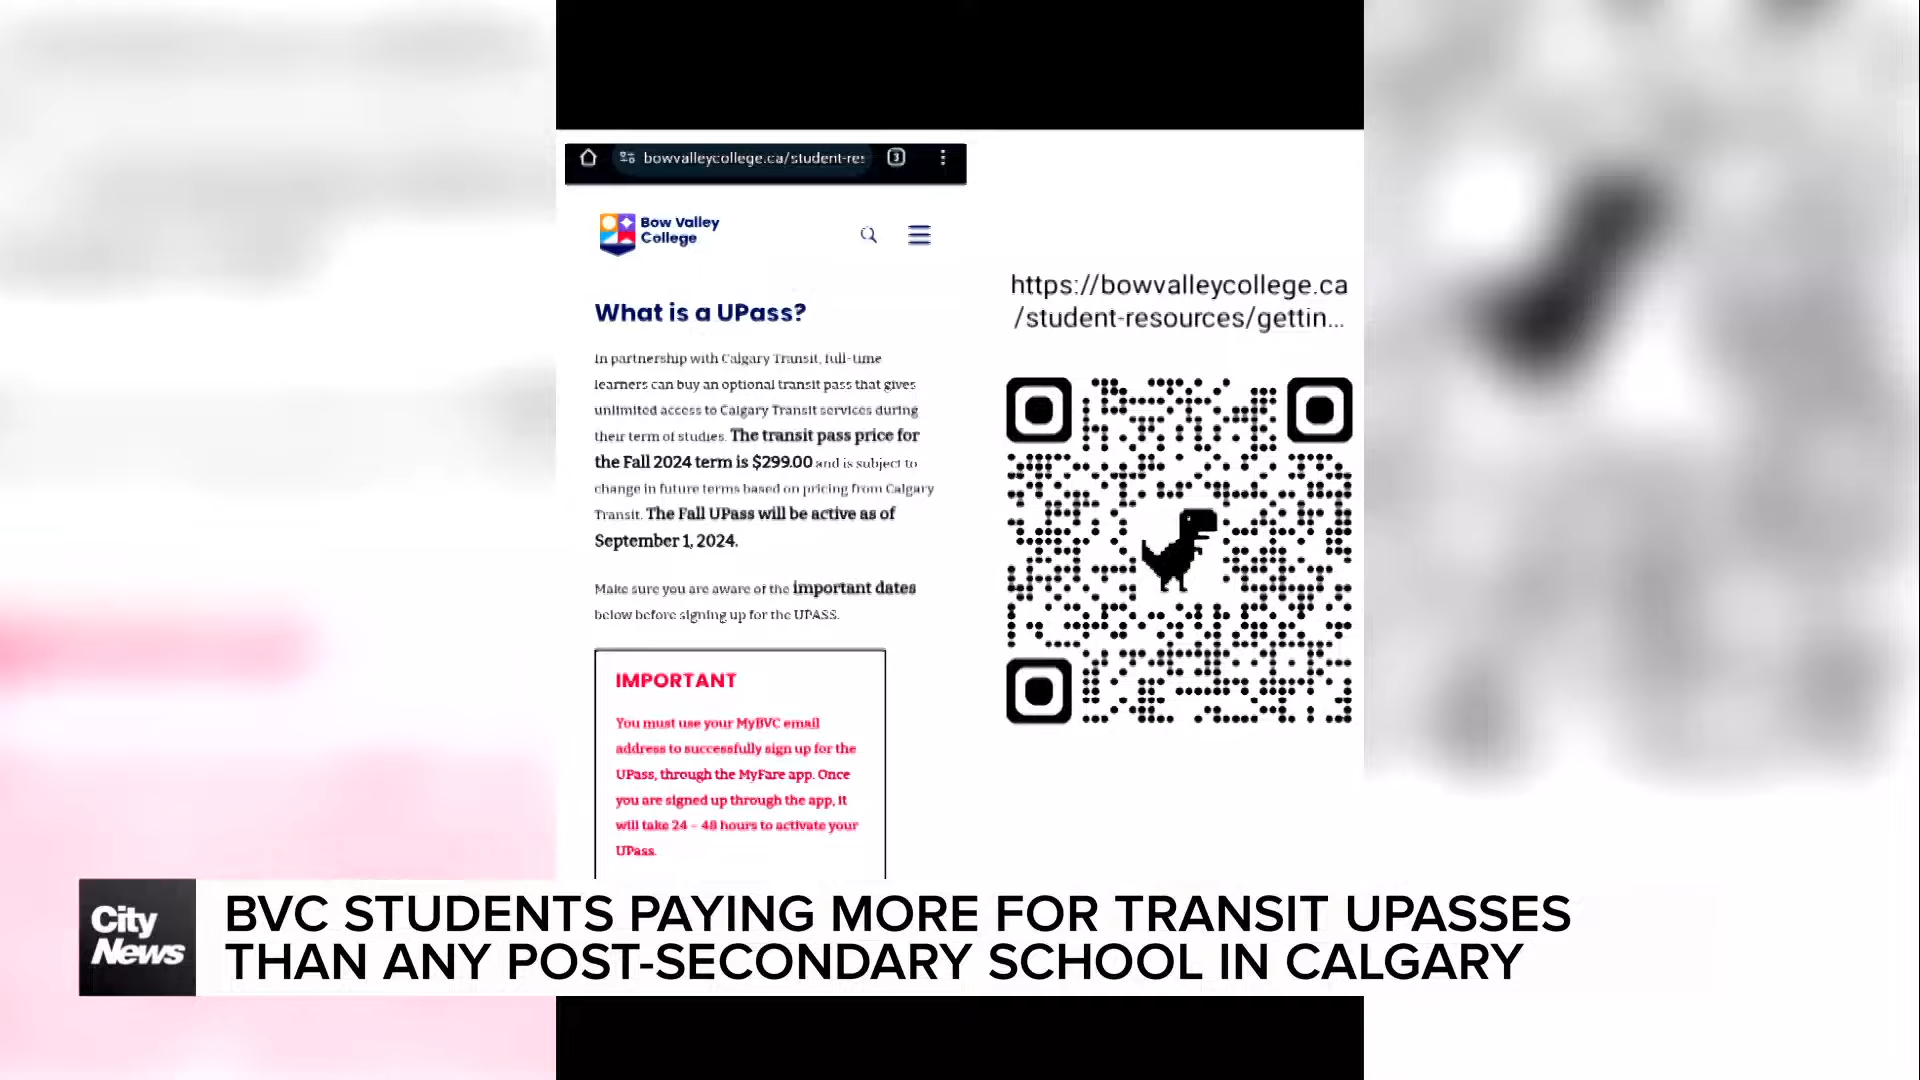 bowvalleycollege.ca/student-re
3
Bow Valley
College
What is a UPass?
In partnership with Calgary Transit, full-time
learners can buy an optional transit pass that gives
unlimited access to Calgary Transit services during
their term of studies. The transit pass price for
the Fall 2024 term is $299.00 and is subject to
change in future terms based on pricing from Calgary
Transit. The Fall UPass will be active as of
September 1, 2024.
Make sure you are aware of the important dates
below before signing up for the UPASS.
IMPORTANT
You must use your MyBVC email
address to successfully sign up for the
UPass, through the MyFare app. Once
you are signed up through the app, it
will take 24 - 48 hours to activate your
UPass.
https://bowvalleycollege.ca
/student-resources/gettin...
City
News
BVC STUDENTS PAYING MORE FOR TRANSIT UPASSES
THAN ANY POST-SECONDARY SCHOOL IN CALGARY